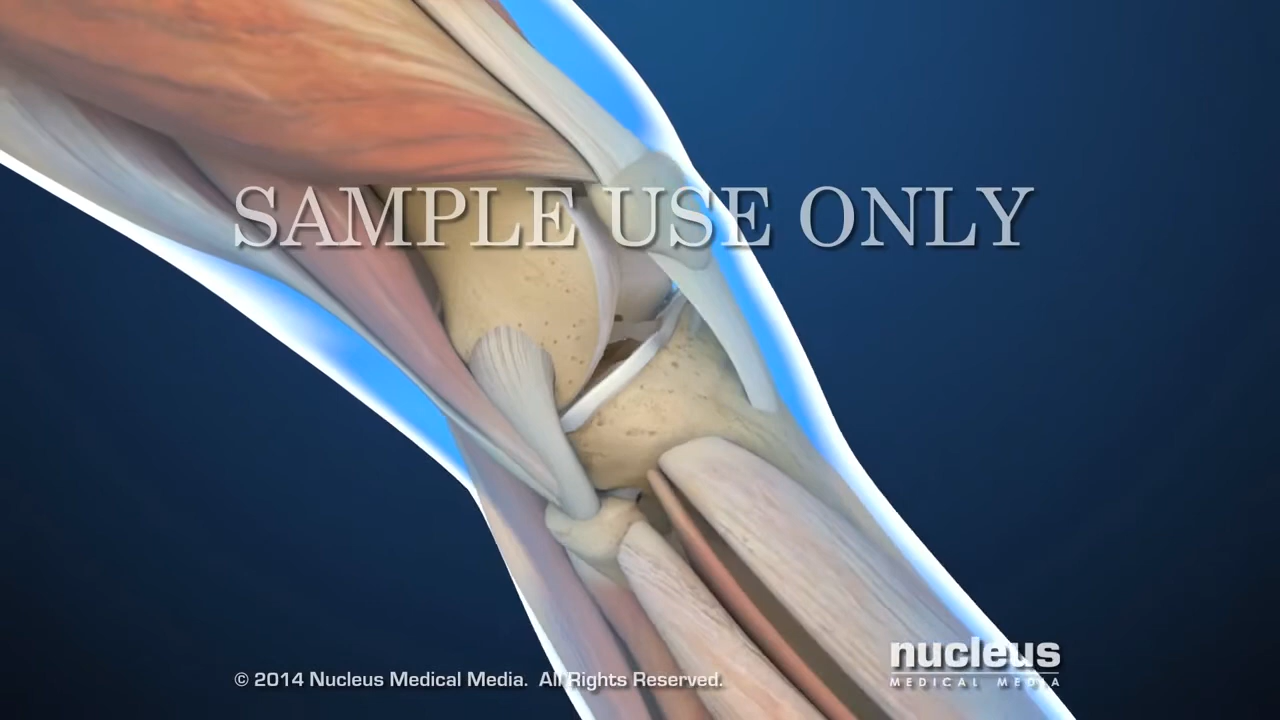 SAMPLE USE ONLY
nucleus
MEDICAL MEDIA
© 2014 Nucleus Medical Media. All Rights Reserved.